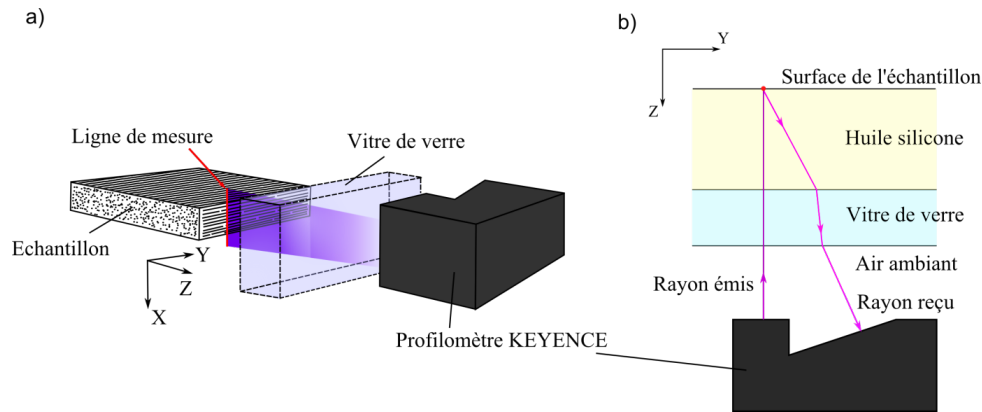 a)
Ligne de mesure
Vitre de verre
Echantillon
Y
Z
X
Profilomètre KEYENCE
b)
Y
Z
Surface de l'échantillon
Huile silicone
Vitre de verre
Air ambiant
Rayon émis
Rayon reçu